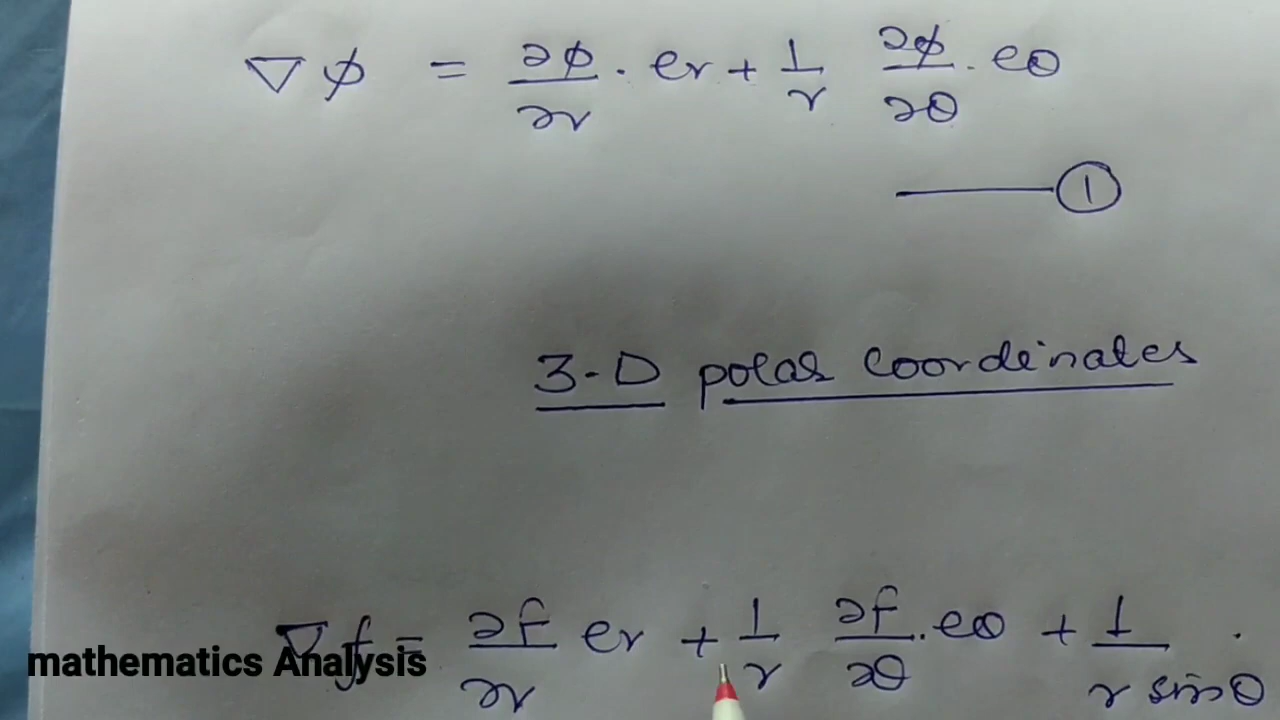 ∇φ = ∂φ/∂r . er + 1/r ∂φ/∂θ . eθ
① 
3-D polar coordinates
∇f = ∂f/∂r er + 1/r ∂f/∂θ . eθ + 1/r sinθ .
mathematics Analysis